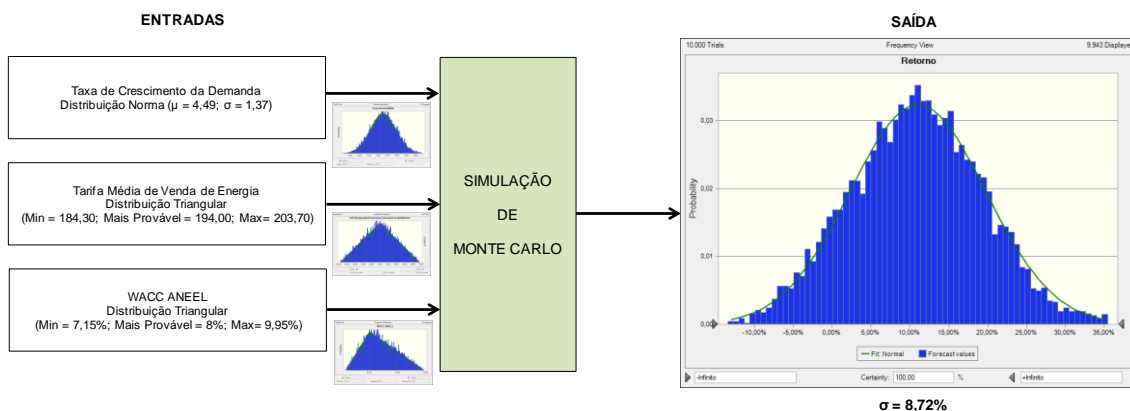 ENTRADAS
SAÍDA
Taxa de Crescimento da Demanda
Distribuição Norma (μ = 4,49; σ = 1,37)
Tarifa Média de Venda de Energia
Distribuição Triangular
(Min = 184,30; Mais Provável = 194,00; Max= 203,70)
WACC ANEEL
Distribuição Triangular
(Min = 7,15%; Mais Provável = 8%; Max= 9,95%)
SIMULAÇÃO
DE
MONTE CARLO
10.000 Trials
Frequency View
9.943 Displayed
Retorno
Probability
0,03
0,02
0,01
0,00
-10,00%
-5,00%
0,00%
5,00%
10,00%
15,00%
20,00%
25,00%
30,00%
35,00%
Fit: Normal
Forecast values
-Infinito
Certainty:
100,00
%
+Infinito
σ = 8,72%